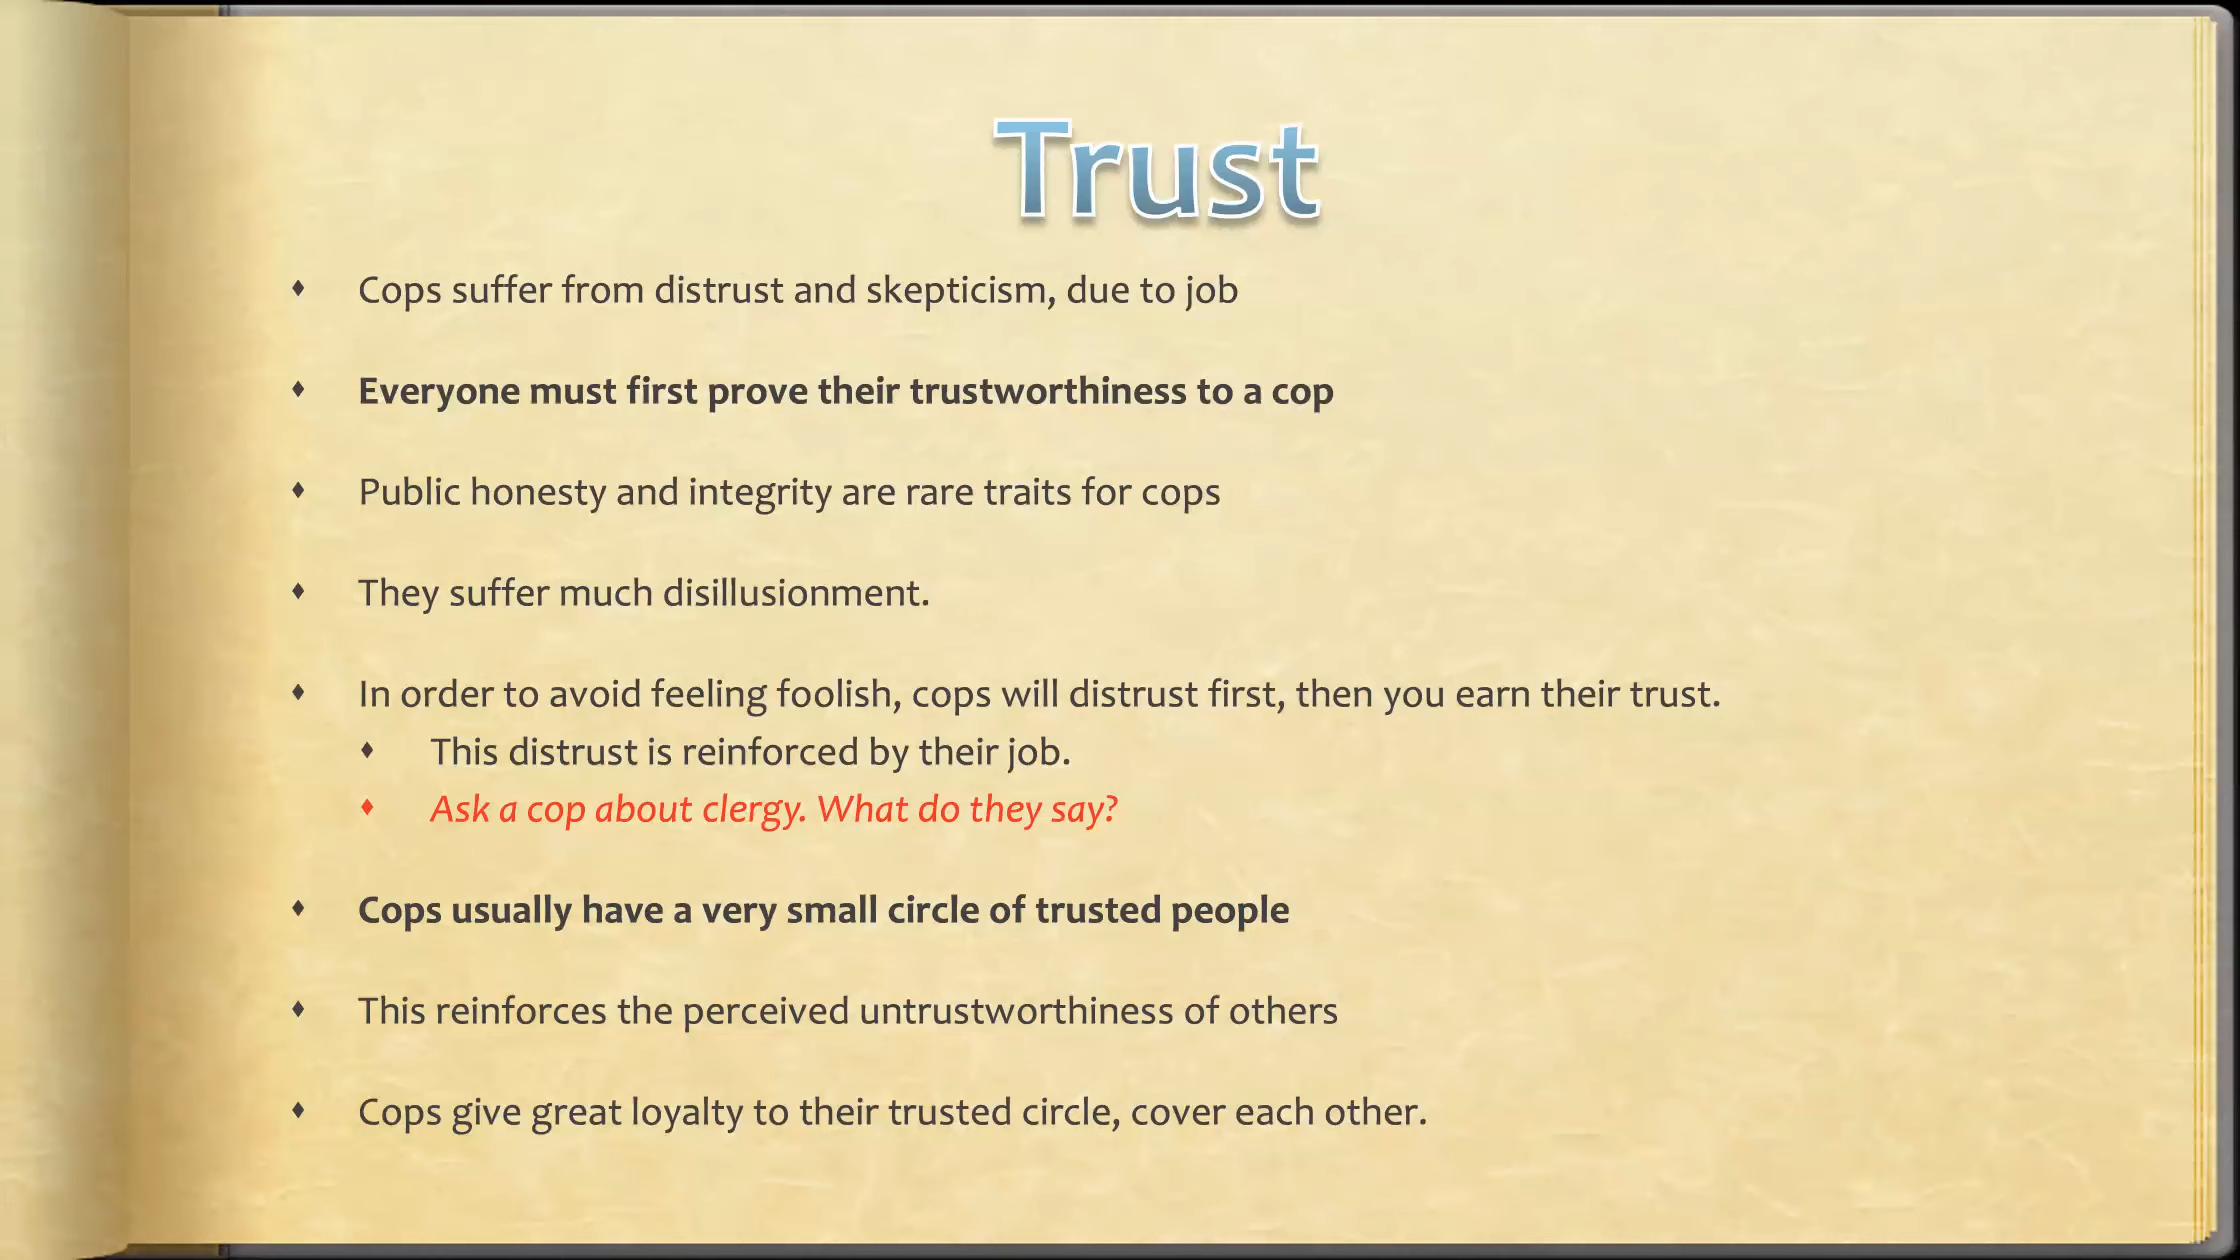 Trust
Cops suffer from distrust and skepticism, due to job
Everyone must first prove their trustworthiness to a cop
Public honesty and integrity are rare traits for cops
They suffer much disillusionment.
In order to avoid feeling foolish, cops will distrust first, then you earn their trust.
This distrust is reinforced by their job.
Ask a cop about clergy. What do they say?
Cops usually have a very small circle of trusted people
This reinforces the perceived untrustworthiness of others
Cops give great loyalty to their trusted circle, cover each other.